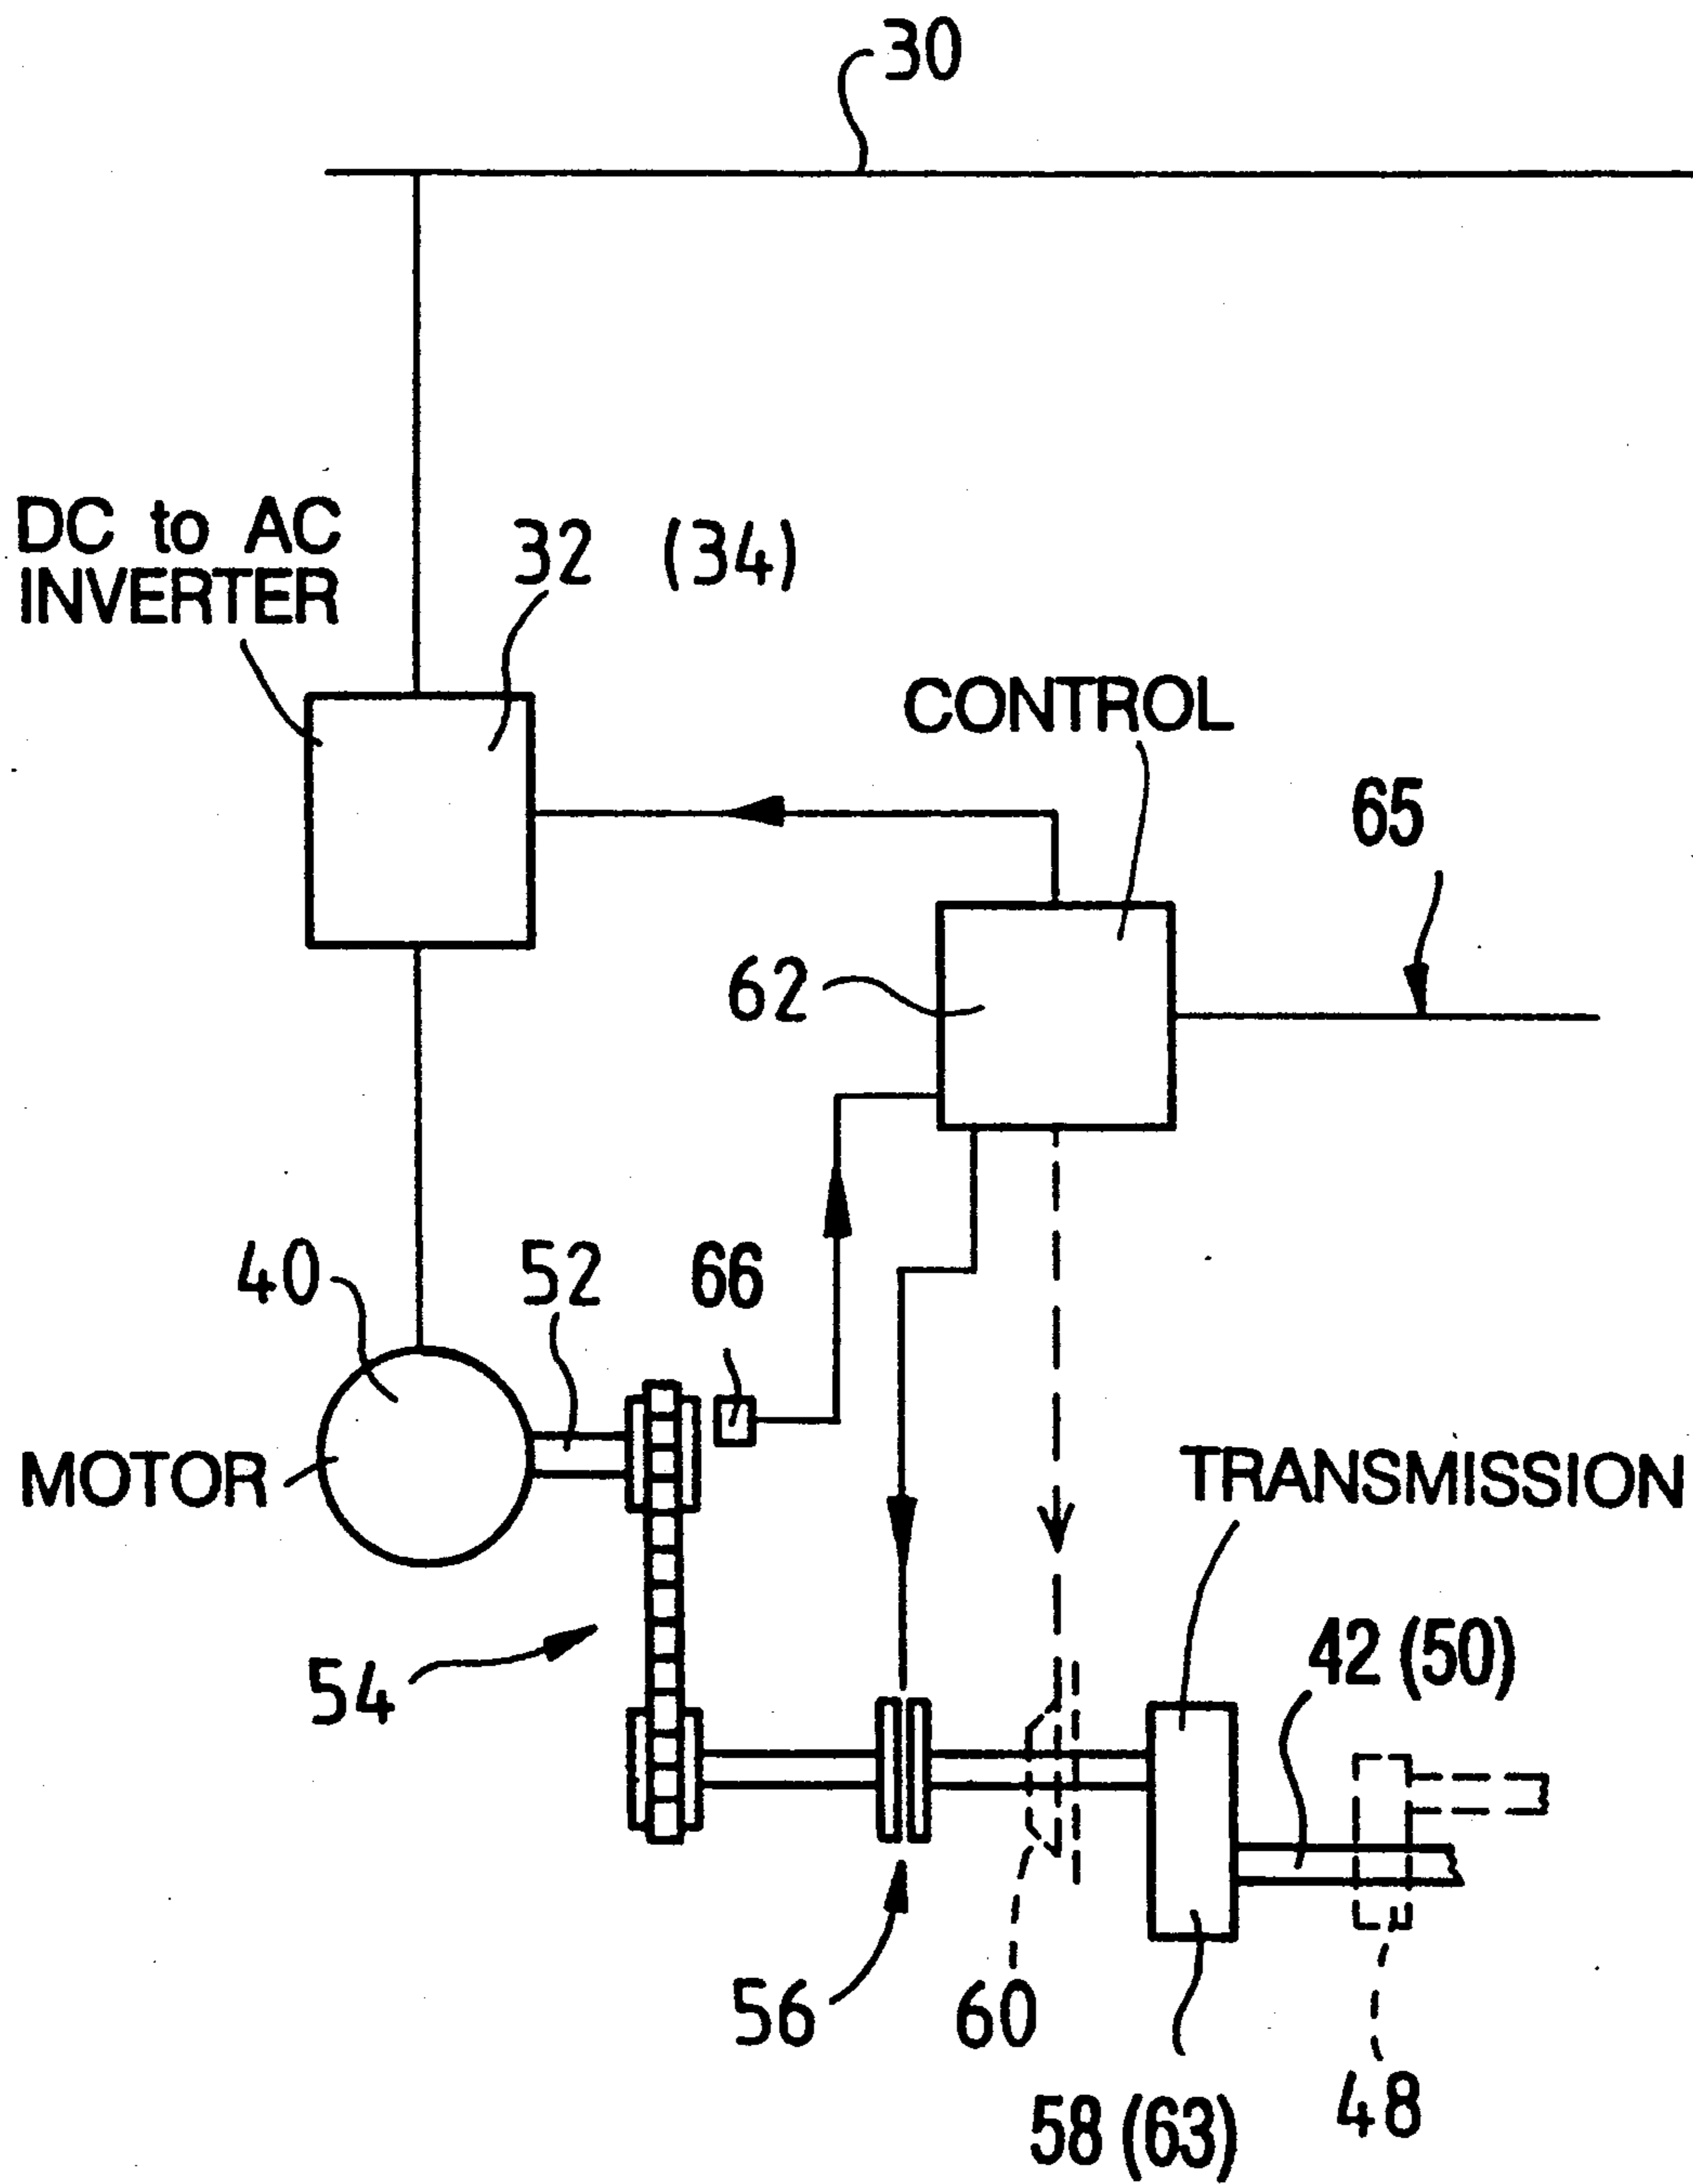 30
DC to AC
INVERTER
32 (34)
CONTROL
65
62
40
52
66
MOTOR
TRANSMISSION
54
42 (50)
56
60
58 (63)
48